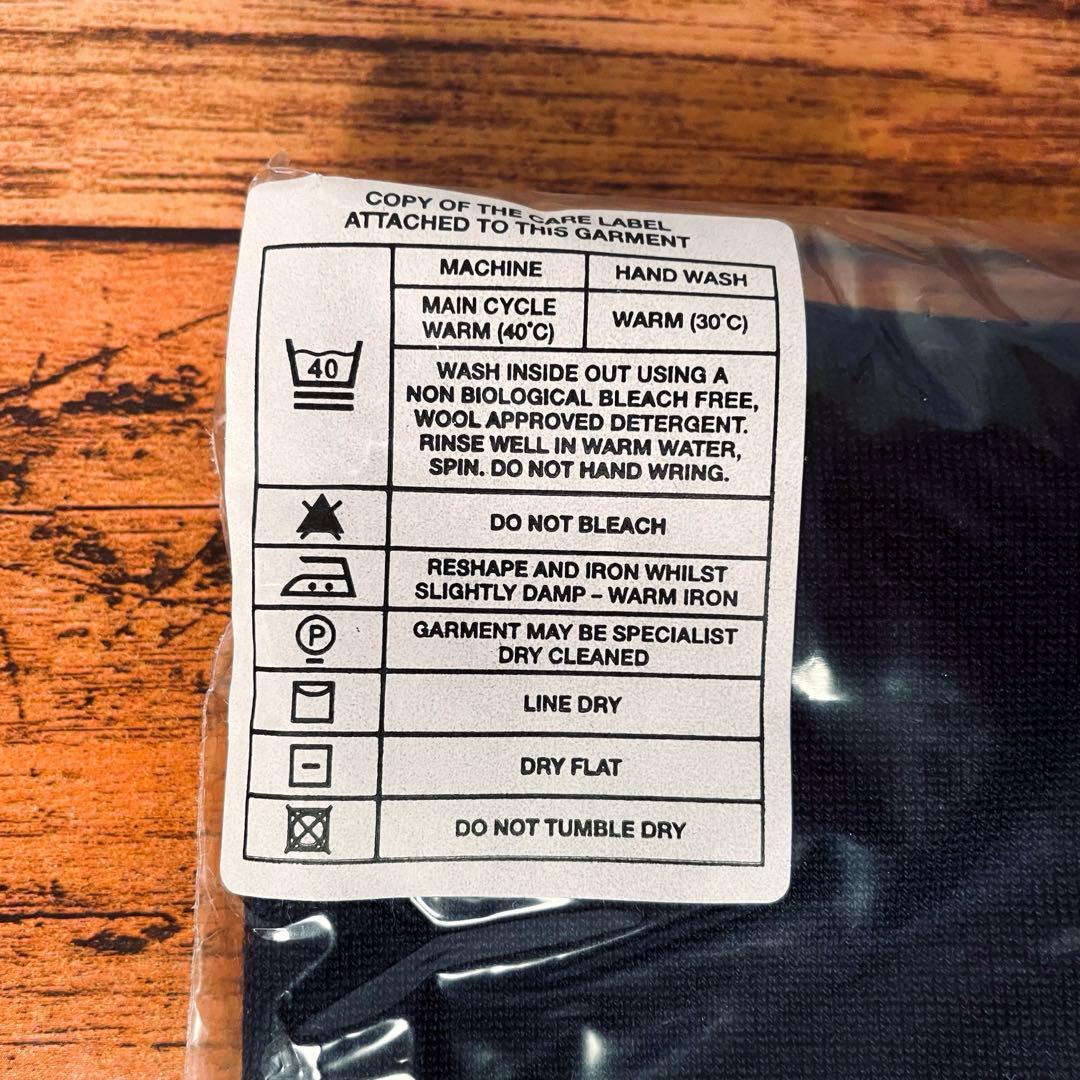 COPY OF THE CARE LABEL
ATTACHED TO THIS GARMENT
MACHINE
HAND WASH
MAIN CYCLE
WARM (40°C)
WARM (30°C)
40
WASH INSIDE OUT USING A
NON BIOLOGICAL BLEACH FREE,
WOOL APPROVED DETERGENT.
RINSE WELL IN WARM WATER,
SPIN. DO NOT HAND WRING.
DO NOT BLEACH
RESHAPE AND IRON WHILST
SLIGHTLY DAMP – WARM IRON
P
GARMENT MAY BE SPECIALIST
DRY CLEANED
LINE DRY
DRY FLAT
DO NOT TUMBLE DRY